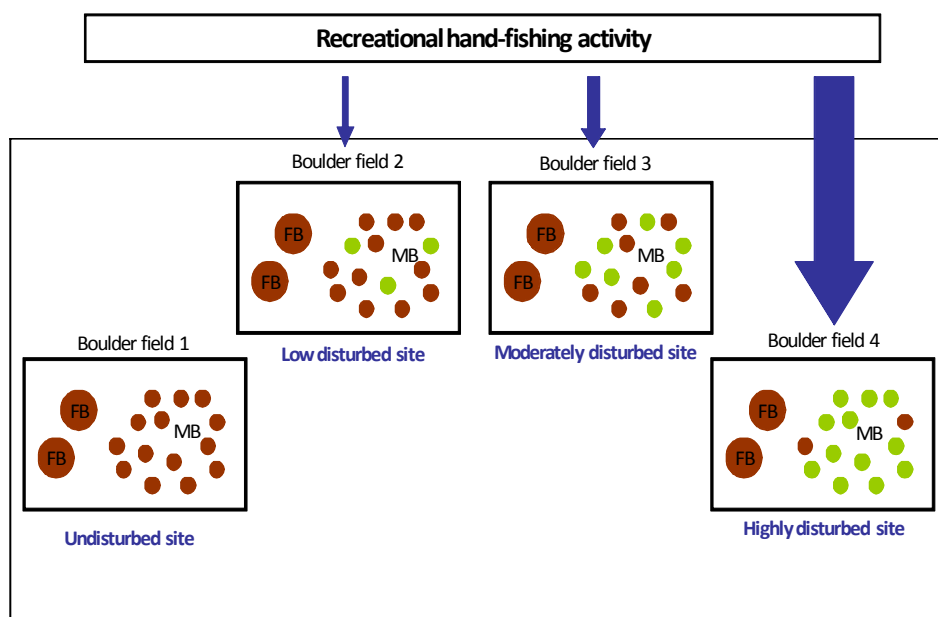 Recreational hand-fishing activity
Boulder field 2
Boulder field 3
FB
MB
FB
FB
MB
FB
Low disturbed site
Moderately disturbed site
Boulder field 1
Boulder field 4
FB
MB
FB
FB
MB
FB
Undisturbed site
Highly disturbed site